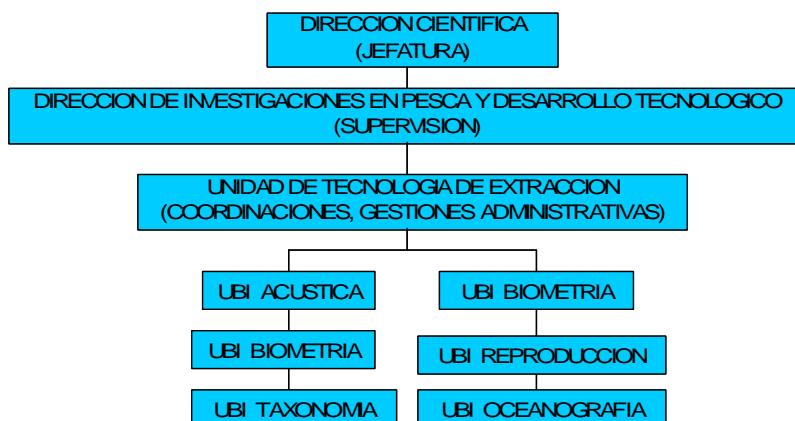 DIRECCION CIENTIFICA
(JEFATURA)
DIRECCION DE INVESTIGACIONES EN PESCA Y DESARROLLO TECNOLOGICO
(SUPERVISION)
UNIDAD DE TECNOLOGIA DE EXTRACCION
(COORDINACIONES, GESTIONES ADMINISTRATIVAS)
UBI ACUSTICA
UBI BIOMETRIA
UBI BIOMETRIA
UBI REPRODUCCION
UBI TAXONOMIA
UBI OCEANOGRAFIA